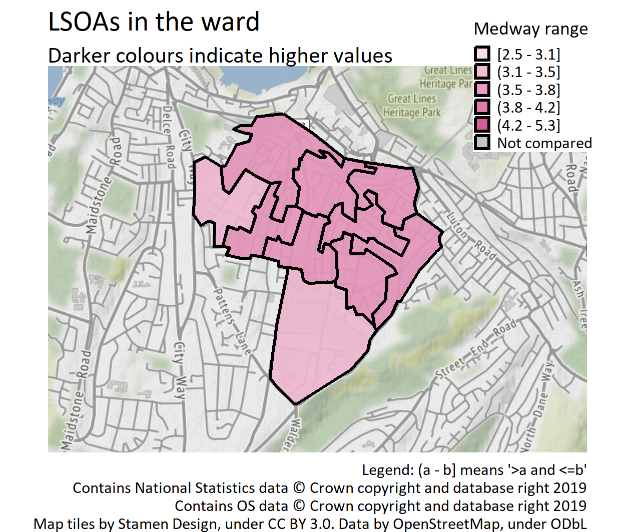 LSOAs in the ward
Darker colours indicate higher values
Medway range
[2.5 - 3.1]
(3.1 - 3.5]
(3.5 - 3.8]
(3.8 - 4.2]
(4.2 - 5.3]
Not compared
Great Lines
Heritage Park
Great Lines
Heritage Park
Delce Road
City
Maidstone Road
Road
Luton Road
Ash Tree
Pattens Lane
City Way
Maidstone Road
Street End Road
North Dane Way
Legend: (a - b] means '>a and <=b'
Contains National Statistics data © Crown copyright and database right 2019
Contains OS data © Crown copyright and database right 2019
Map tiles by Stamen Design, under CC BY 3.0. Data by OpenStreetMap, under ODbL